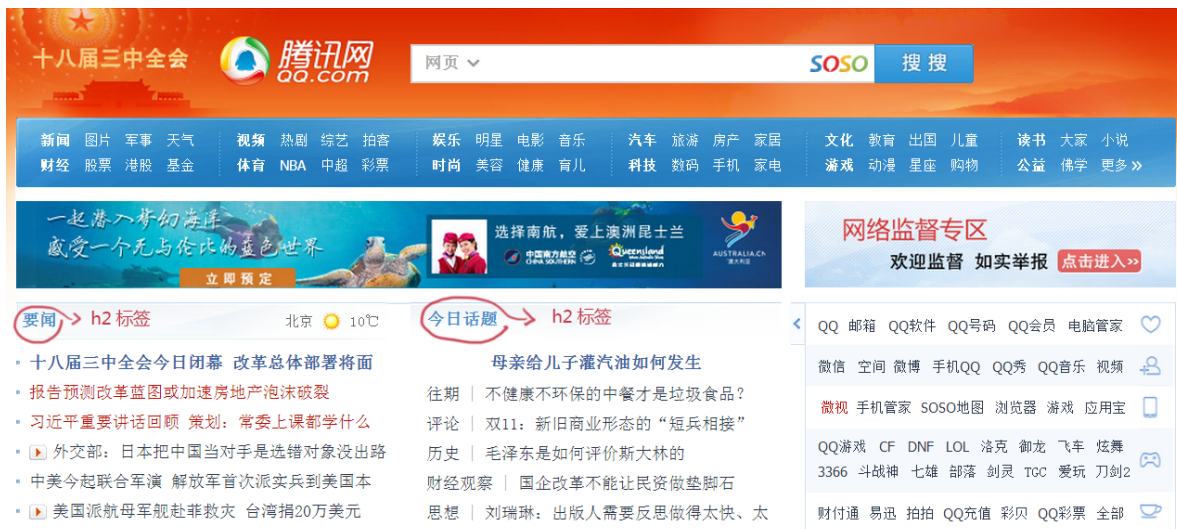 十八届三中全会
腾讯网
QQ.com
网页
SOSO
搜搜
新闻 图片 军事 天气 视频 热剧 综艺 拍客 娱乐 明星 电影 音乐 汽车 旅游 房产 家居 文化 教育 出国 儿童 读书 大家 小说
财经 股票 港股 基金 体育 NBA 中超 彩票 时尚 美容 健康 育儿 科技 数码 手机 家电 游戏 动漫 星座 购物 公益 佛学 更多 »
一起潜入梦幻海洋
感受一个无与伦比的蓝色世界
立即预定
选择南航，爱上澳洲昆士兰
中国南方航空
CHINA SOUTHERN
Queensland
AUSTRALIA.CN
澳大利亚
网络监督专区
欢迎监督 如实举报 点击进入»
要闻 h2 标签 北京 10℃
十八届三中全会今日闭幕 改革总体部署将面
报告预测改革蓝图或加速房地产泡沫破裂
习近平重要讲话回顾 策划：常委上课都学什么
外交部：日本把中国当对手是选错对象没出路
中美今起联合军演 解放军首次派实兵到美国本
美国派航母军舰赴菲救灾 台湾捐20万美元
今日话题 h2 标签
母亲给儿子灌汽油如何发生
往期 | 不健康不环保的中餐才是垃圾食品？
评论 | 双11：新旧商业形态的“短兵相接”
历史 | 毛泽东是如何评价斯大林的
财经观察 | 国企改革不能让民资做垫脚石
思想 | 刘瑞琳：出版人需要反思做得太快、太
QQ 邮箱 QQ软件 QQ号码 QQ会员 电脑管家
微信 空间 微博 手机QQ QQ秀 QQ音乐 视频
微视 手机管家 SOSO地图 浏览器 游戏 应用宝
QQ游戏 CF DNF LOL 洛克 御龙 飞车 炫舞
3366 斗战神 七雄 部落 剑灵 TGC 爱玩 刀剑2
财付通 易迅 拍拍 QQ充值 彩贝 QQ彩票 全部